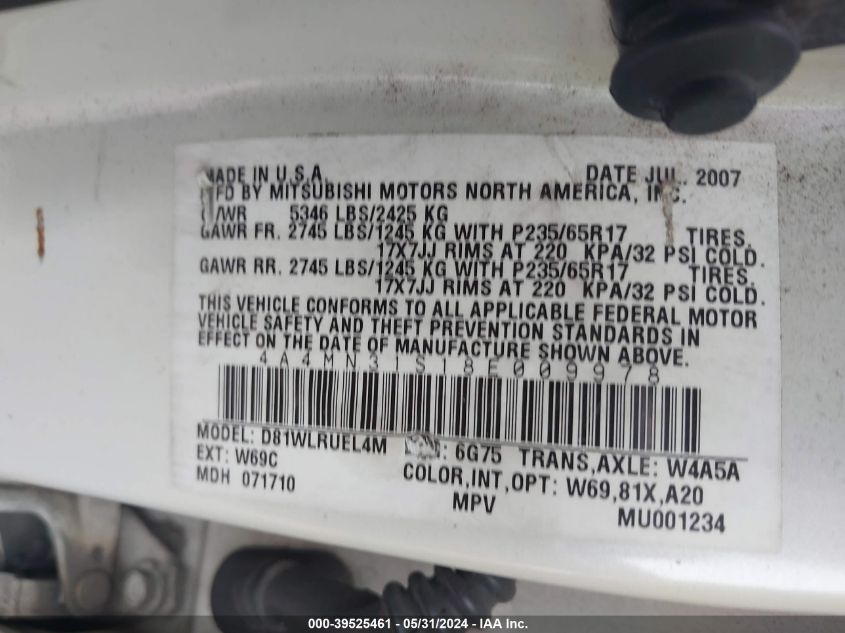 MADE IN U.S.A. DATE JUL. 2007
MFD BY MITSUBISHI MOTORS NORTH AMERICA, INC.
GVWR 5346 LBS/2425 KG
GAWR FR. 2745 LBS/1245 KG WITH P235/65R17 TIRES,
17X7JJ RIMS AT 220 KPA/32 PSI COLD.
GAWR RR. 2745 LBS/1245 KG WITH P235/65R17 TIRES,
17X7JJ RIMS AT 220 KPA/32 PSI COLD.
THIS VEHICLE CONFORMS TO ALL APPLICABLE FEDERAL MOTOR
VEHICLE SAFETY AND THEFT PREVENTION STANDARDS IN
EFFECT ON THE DATE OF MANUFACTURE SHOWN ABOVE.
4A4MN31S18E009978
MODEL: D81WLRUEL4M : 6G75 TRANS,AXLE: W4A5A
EXT: W69C COLOR,INT,OPT: W69,81X,A20
MDH 071710 MPV MU001234
000-39525461 - 05/31/2024 - IAA Inc.